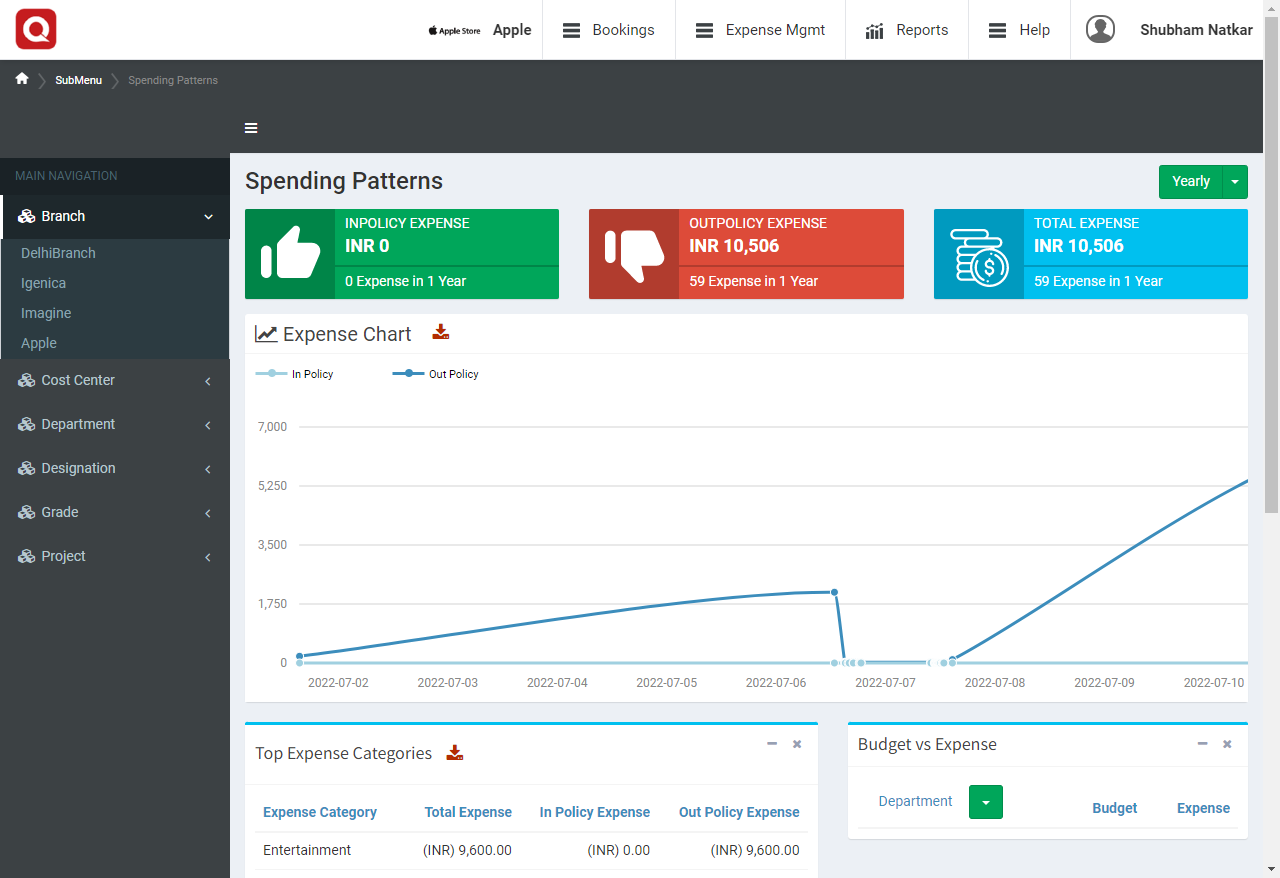 Q
Apple Store Apple Bookings Expense Mgmt Reports Help Shubham Natkar
SubMenu Spending Patterns
MAIN NAVIGATION
Branch
DelhiBranch
Igenica
Imagine
Apple
Cost Center
Department
Designation
Grade
Project
Spending Patterns
Yearly
INPOLICY EXPENSE
INR 0
0 Expense in 1 Year
OUTPOLICY EXPENSE
INR 10,506
59 Expense in 1 Year
TOTAL EXPENSE
INR 10,506
59 Expense in 1 Year
Expense Chart
In Policy Out Policy
7,000
5,250
3,500
1,750
0
2022-07-02 2022-07-03 2022-07-04 2022-07-05 2022-07-06 2022-07-07 2022-07-08 2022-07-09 2022-07-10
Top Expense Categories
Expense Category Total Expense In Policy Expense Out Policy Expense
Entertainment (INR) 9,600.00 (INR) 0.00 (INR) 9,600.00
Budget vs Expense
Department Budget Expense